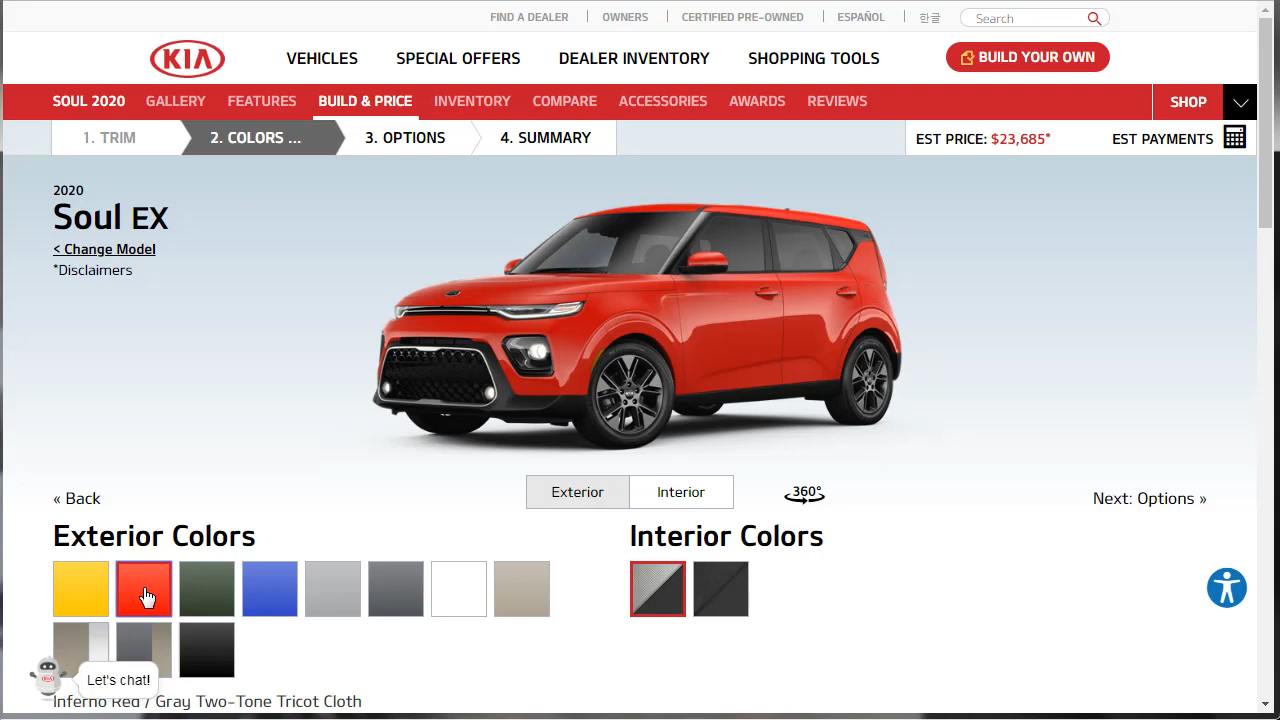 FIND A DEALER OWNERS CERTIFIED PRE-OWNED ESPAÑOL 한글 Search
KIA VEHICLES SPECIAL OFFERS DEALER INVENTORY SHOPPING TOOLS BUILD YOUR OWN
SOUL 2020 GALLERY FEATURES BUILD & PRICE INVENTORY COMPARE ACCESSORIES AWARDS REVIEWS SHOP
1. TRIM 2. COLORS ... 3. OPTIONS 4. SUMMARY EST PRICE: $23,685* EST PAYMENTS
2020
Soul EX
< Change Model
*Disclaimers
« Back Exterior Interior 360° Next: Options »
Exterior Colors Interior Colors
Let's chat!
Inferno Red / Gray Two-Tone Tricot Cloth